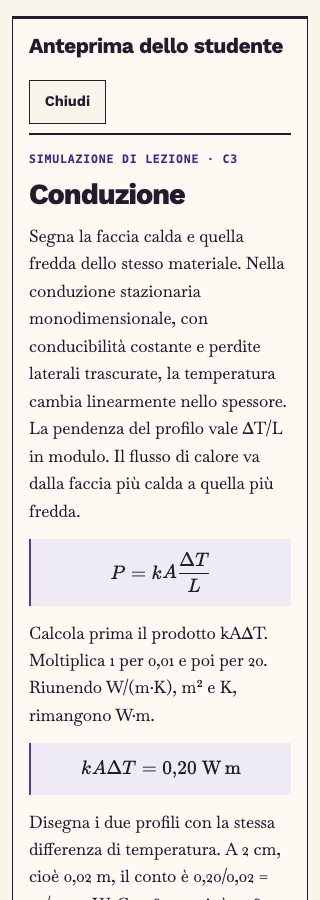 Anteprima dello studente
Chiudi
SIMULAZIONE DI LEZIONE · C3
Conduzione
Segna la faccia calda e quella
fredda dello stesso materiale. Nella
conduzione stazionaria
monodimensionale, con
conducibilità costante e perdite
laterali trascurate, la temperatura
cambia linearmente nello spessore.
La pendenza del profilo vale ΔT/L
in modulo. Il flusso di calore va
dalla faccia più calda a quella più
fredda.
P = kA ΔT/L
Calcola prima il prodotto kAΔT.
Moltiplica 1 per 0,01 e poi per 20.
Riunendo W/(m·K), m² e K,
rimangono W·m.
kAΔT = 0,20 W m
Disegna i due profili con la stessa
differenza di temperatura. A 2 cm,
cioè 0,02 m, il conto è 0,20/0,02 =